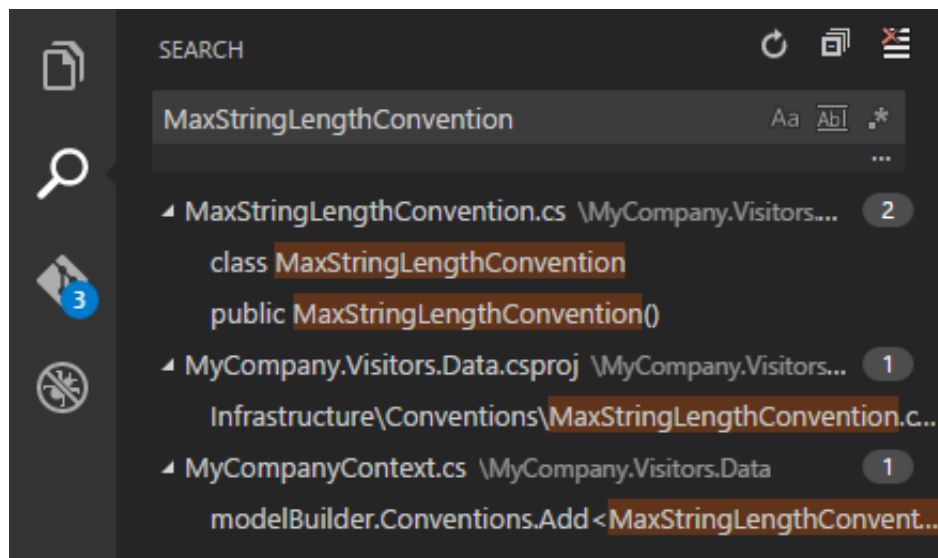 SEARCH
MaxStringLengthConvention Aa Abl .*
...
MaxStringLengthConvention.cs \MyCompany.Visitors.... 2
class MaxStringLengthConvention
public MaxStringLengthConvention()
3
MyCompany.Visitors.Data.csproj \MyCompany.Visitors... 1
Infrastructure\Conventions\MaxStringLengthConvention.c...
MyCompanyContext.cs \MyCompany.Visitors.Data 1
modelBuilder.Conventions.Add<MaxStringLengthConvent...